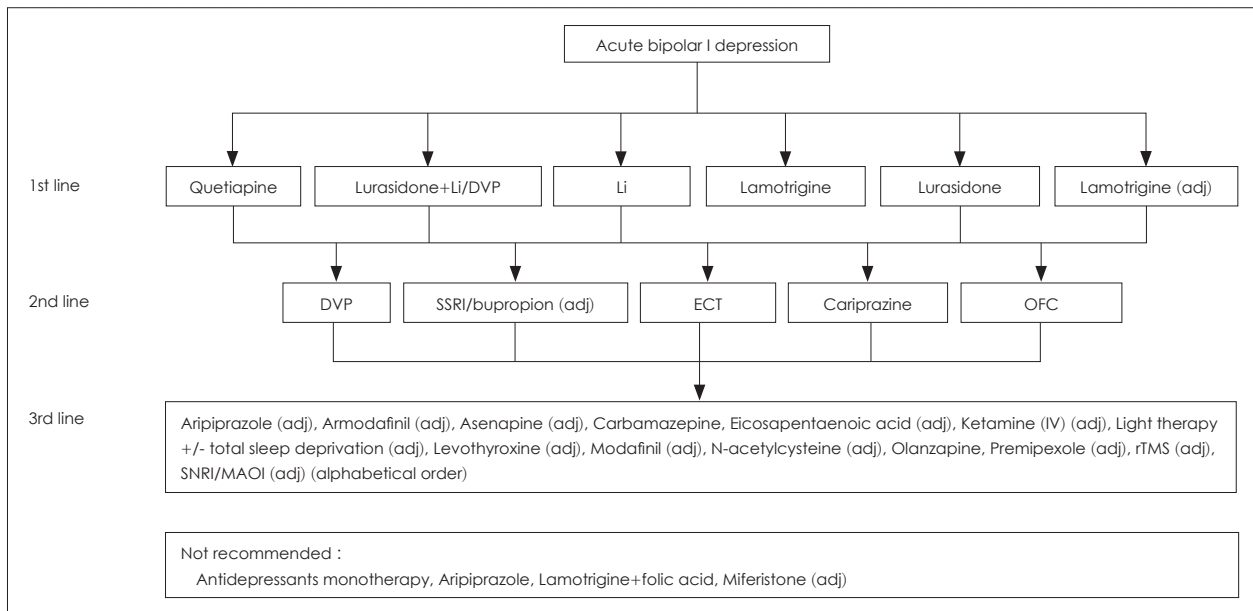 Acute bipolar I depression
1st line
Quetiapine
Lurasidone+Li/DVP
Li
Lamotrigine
Lurasidone
Lamotrigine (adj)
2nd line
DVP
SSRI/bupropion (adj)
ECT
Cariprazine
OFC
3rd line
Aripiprazole (adj), Armodafinil (adj), Asenapine (adj), Carbamazepine, Eicosapentaenoic acid (adj), Ketamine (IV) (adj), Light therapy
+/- total sleep deprivation (adj), Levothyroxine (adj), Modafinil (adj), N-acetylcysteine (adj), Olanzapine, Premipexole (adj), rTMS (adj),
SNRI/MAOI (adj) (alphabetical order)
Not recommended :
Antidepressants monotherapy, Aripiprazole, Lamotrigine+folic acid, Miferistone (adj)